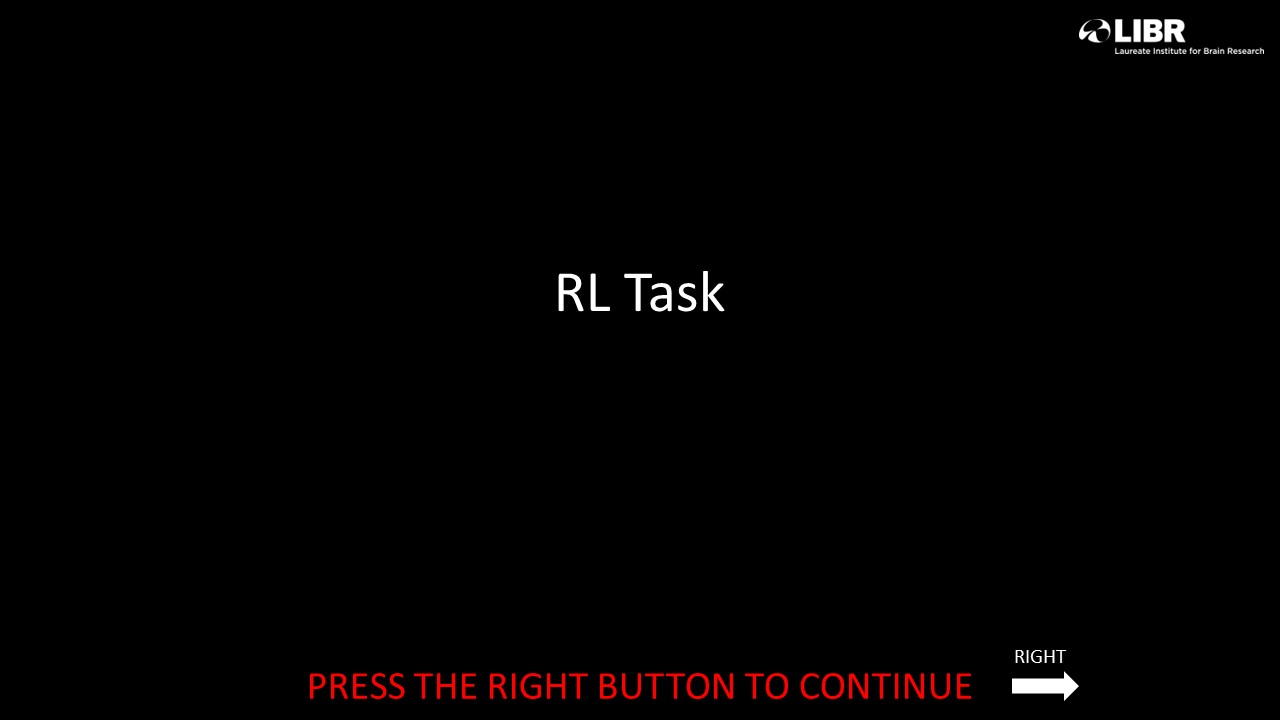 LIBR
Laureate Institute for Brain Research
RL Task
RIGHT
PRESS THE RIGHT BUTTON TO CONTINUE